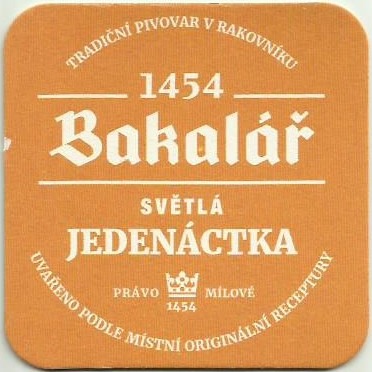 TRADIČNÍ PIVOVAR V RAKOVNÍKU
1454
Bakalář
SVĚTLÁ
JEDENÁCTKA
PRÁVO MÍLOVÉ
1454
UVAŘENO PODLE MÍSTNÍ ORIGINÁLNÍ RECEPTURY